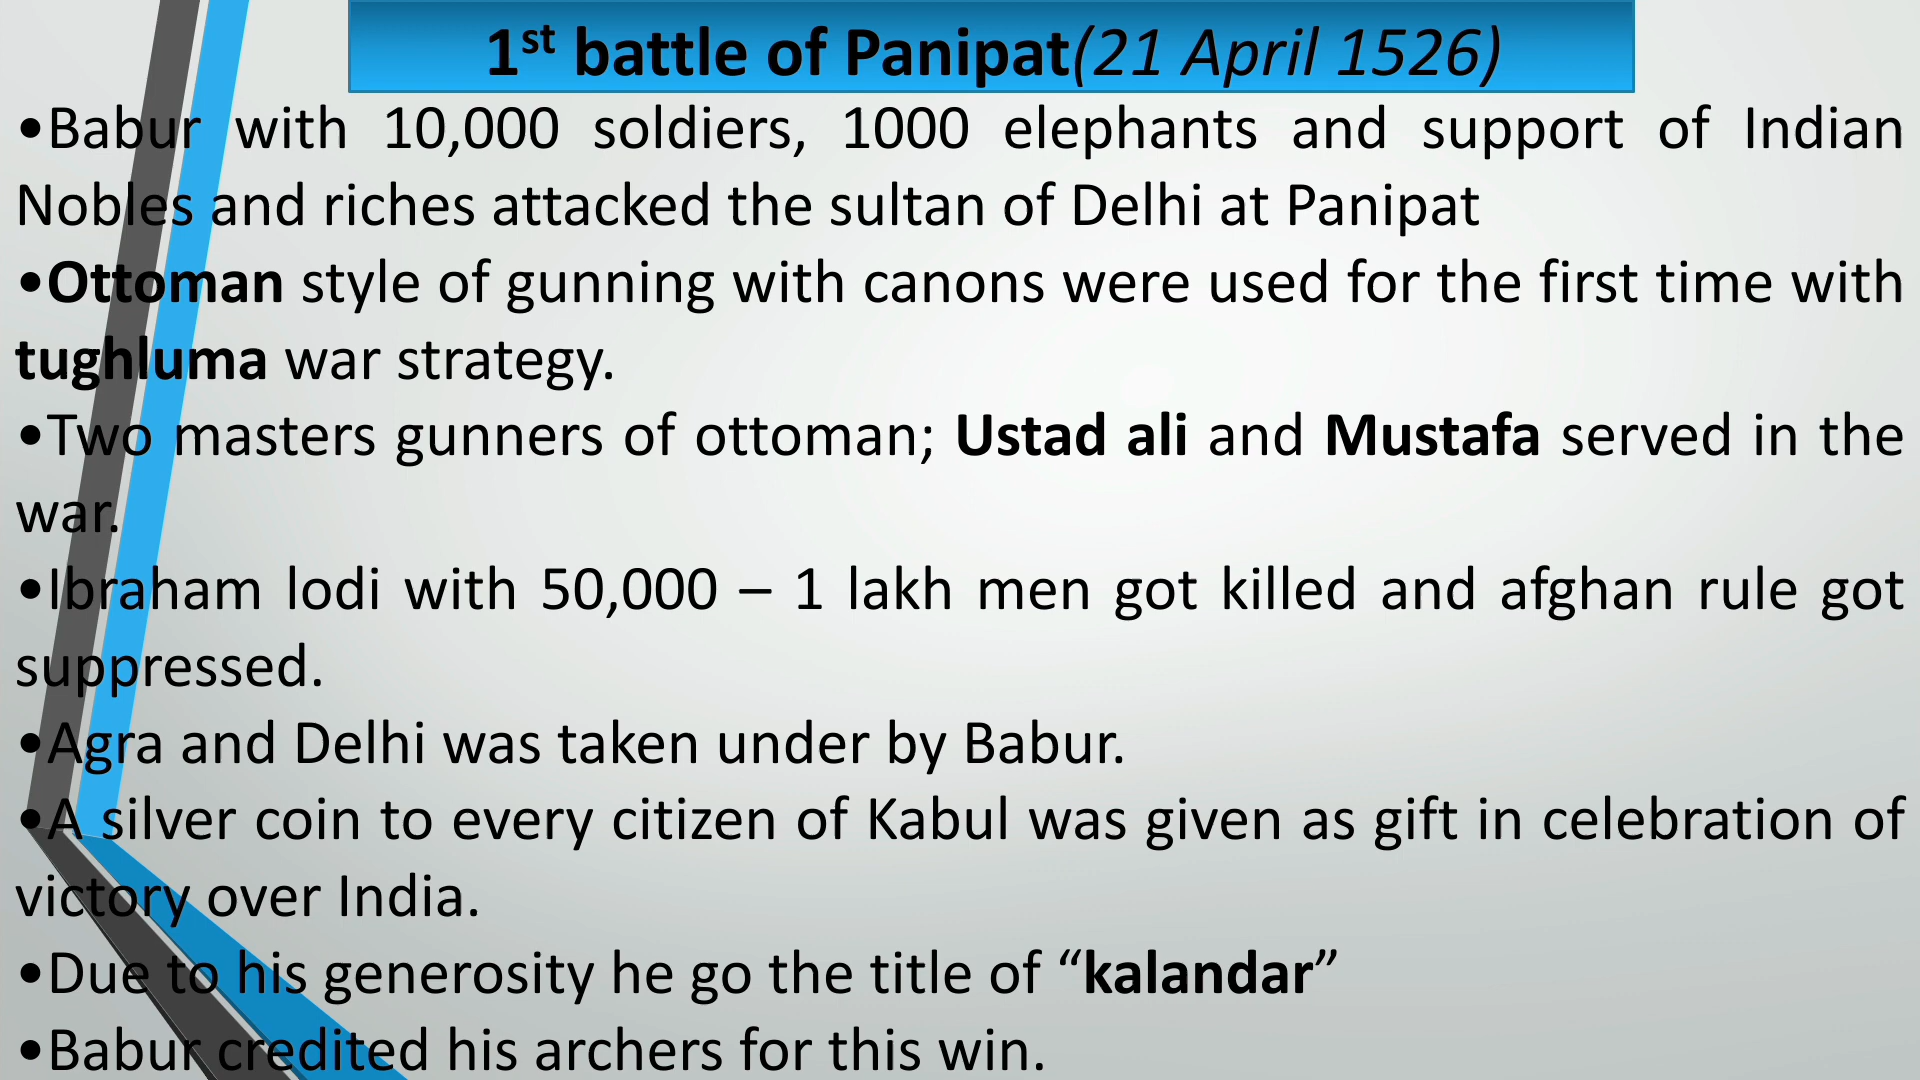 1st battle of Panipat(21 April 1526)
•Babur with 10,000 soldiers, 1000 elephants and support of Indian
Nobles and riches attacked the sultan of Delhi at Panipat
•Ottoman style of gunning with canons were used for the first time with
tughluma war strategy.
•Two masters gunners of ottoman; Ustad ali and Mustafa served in the
war.
•Ibraham lodi with 50,000 – 1 lakh men got killed and afghan rule got
suppressed.
•Agra and Delhi was taken under by Babur.
•A silver coin to every citizen of Kabul was given as gift in celebration of
victory over India.
•Due to his generosity he go the title of “kalandar”
•Babur credited his archers for this win.